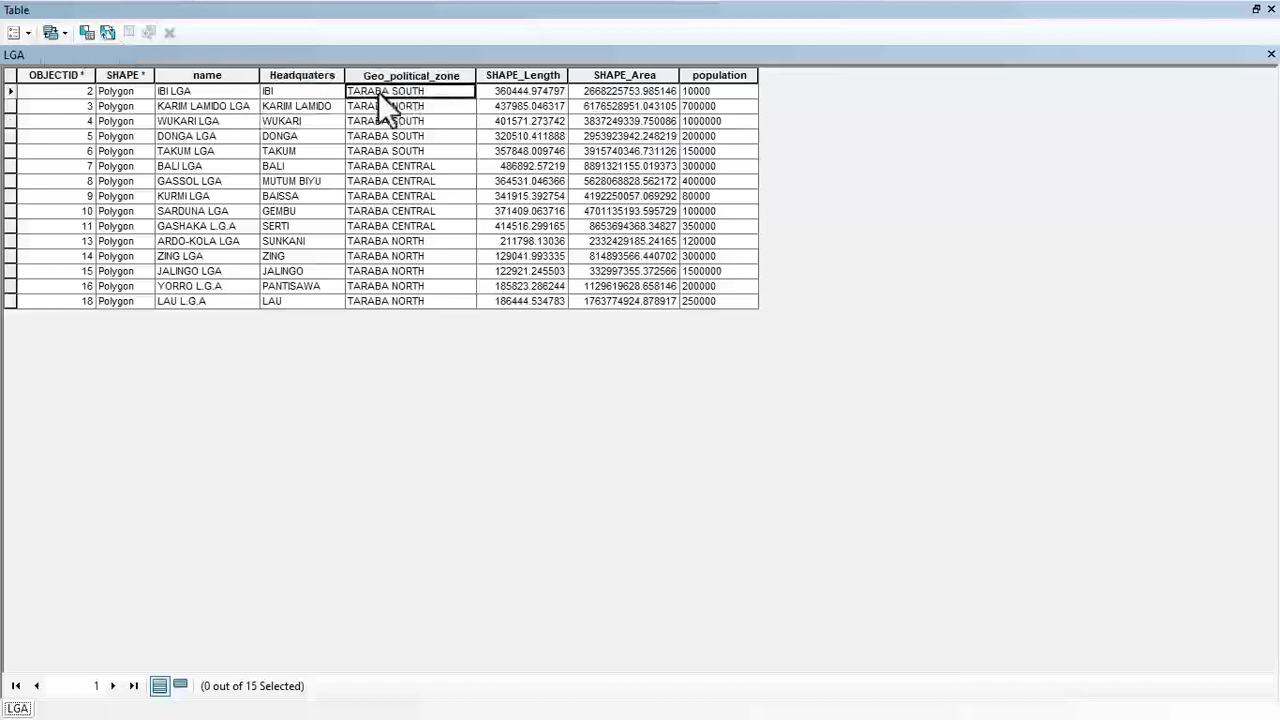 Table
LGA
OBJECTID * SHAPE * name Headquaters Geo_political_zone SHAPE_Length SHAPE_Area population
2 Polygon IBI LGA IBI TARABA SOUTH 360444.974797 2668225753.985146 10000
3 Polygon KARIM LAMIDO LGA KARIM LAMIDO TARABA NORTH 437985.046317 6176528951.043105 700000
4 Polygon WUKARI LGA WUKARI TARABA SOUTH 401571.273742 3837249339.750086 1000000
5 Polygon DONGA LGA DONGA TARABA SOUTH 320510.411888 2953923942.248219 200000
6 Polygon TAKUM LGA TAKUM TARABA SOUTH 357848.009746 3915740346.731126 150000
7 Polygon BALI LGA BALI TARABA CENTRAL 486892.57219 8891321155.019373 300000
8 Polygon GASSOL LGA MUTUM BIYU TARABA CENTRAL 364531.046366 5628068828.562172 400000
9 Polygon KURMI LGA BAISSA TARABA CENTRAL 341915.392754 4192250057.069292 80000
10 Polygon SARDUNA LGA GEMBU TARABA CENTRAL 371409.063716 4701135193.595729 100000
11 Polygon GASHAKA L.G.A SERTI TARABA CENTRAL 414516.299165 8653694368.34827 350000
13 Polygon ARDO-KOLA LGA SUNKANI TARABA NORTH 211798.13036 2332429185.24165 120000
14 Polygon ZING LGA ZING TARABA NORTH 129041.993335 814893566.440702 300000
15 Polygon JALINGO LGA JALINGO TARABA NORTH 122921.245503 332997355.372566 1500000
16 Polygon YORRO L.G.A PANTISAWA TARABA NORTH 185823.286244 1129619628.658146 200000
18 Polygon LAU L.G.A LAU TARABA NORTH 186444.534783 1763774924.878917 250000
1 (0 out of 15 Selected)
LGA